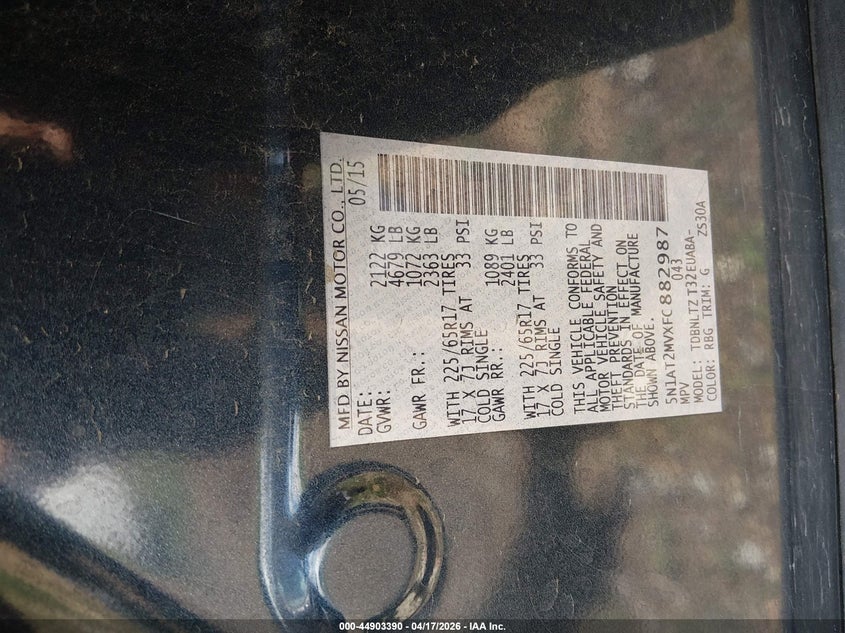 MFD BY NISSAN MOTOR CO., LTD.
DATE: 05/15
GVWR: 2122 KG
4679 LB
GAWR FR.: 1072 KG
2363 LB
WITH 225/65R17 TIRES
17 X 7J RIMS AT 33 PSI
COLD SINGLE
GAWR RR.: 1089 KG
2401 LB
WITH 225/65R17 TIRES
17 X 7J RIMS AT 33 PSI
COLD SINGLE
THIS VEHICLE CONFORMS TO
ALL APPLICABLE FEDERAL
MOTOR VEHICLE SAFETY AND
THEFT PREVENTION
STANDARDS IN EFFECT ON
THE DATE OF MANUFACTURE
SHOWN ABOVE.
5N1AT2MVXFC882987
MPV 043
MODEL: TDBNLTZ T32EUABA-
COLOR: RBG TRIM: G ZS30A
000-44903390 - 04/17/2026 - IAA Inc.